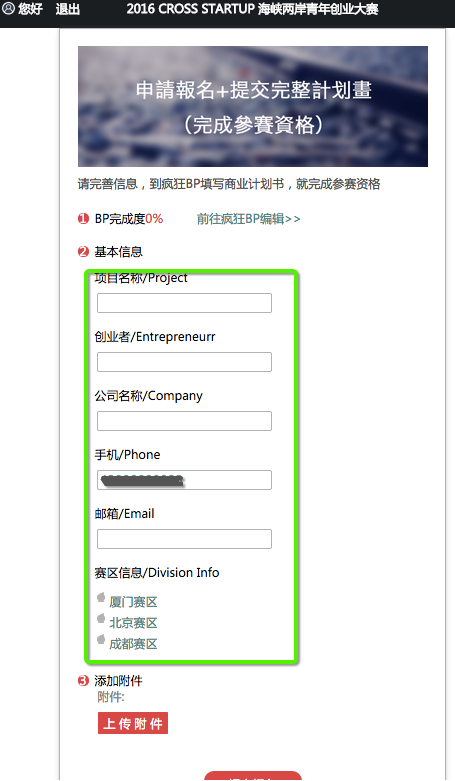 您好 退出 2016 CROSS STARTUP 海峡两岸青年创业大赛
申請報名+提交完整計划畫
（完成參賽資格）
请完善信息，到疯狂BP填写商业计划书，就完成参赛资格
1 BP完成度0% 前往疯狂BP编辑>>
2 基本信息
项目名称/Project
创业者/Entrepreneurr
公司名称/Company
手机/Phone
邮箱/Email
赛区信息/Division Info
厦门赛区
北京赛区
成都赛区
3 添加附件
附件:
上传附件